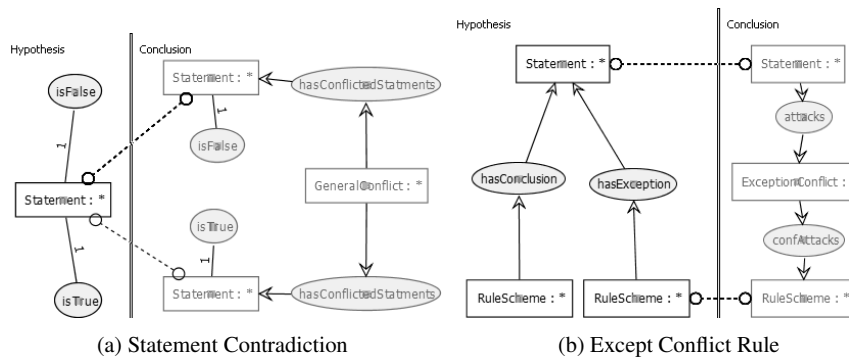 Hypothesis
Conclusion
isFalse
Statement : *
hasConflictedStatments
isFalse
1
1
Statement : *
GeneralConflict : *
isTrue
1
1
isTrue
Statement : *
hasConflictedStatments
(a) Statement Contradiction
Hypothesis
Conclusion
Statement : *
Statement : *
attacks
hasConclusion
hasException
ExceptionConflict :
confAttacks
RuleScheme : *
RuleScheme : *
RuleScheme : *
(b) Except Conflict Rule